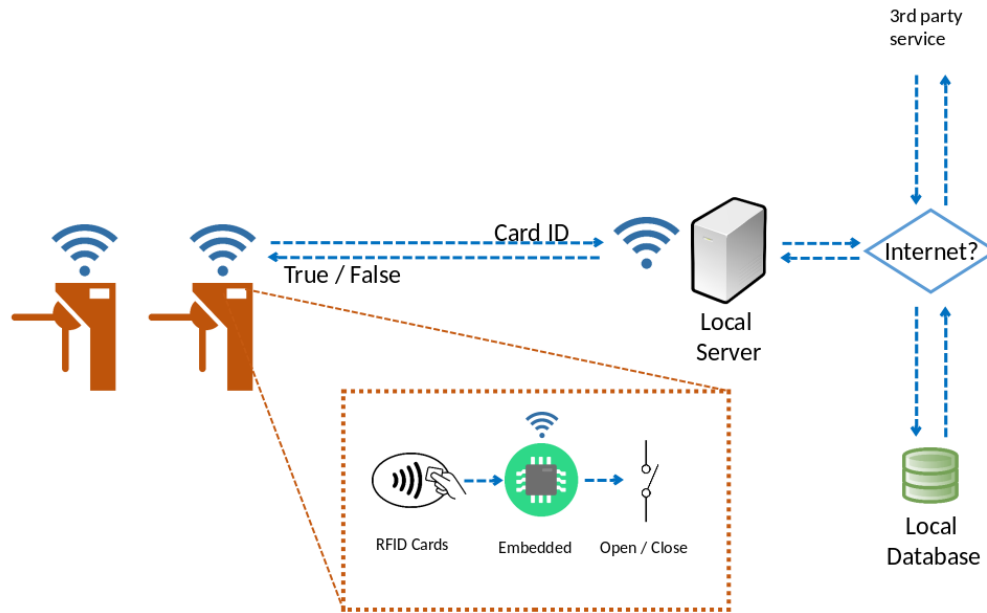 3rd party
service
Card ID
True / False
Internet?
Local
Server
RFID Cards
Embedded
Open / Close
Local
Database